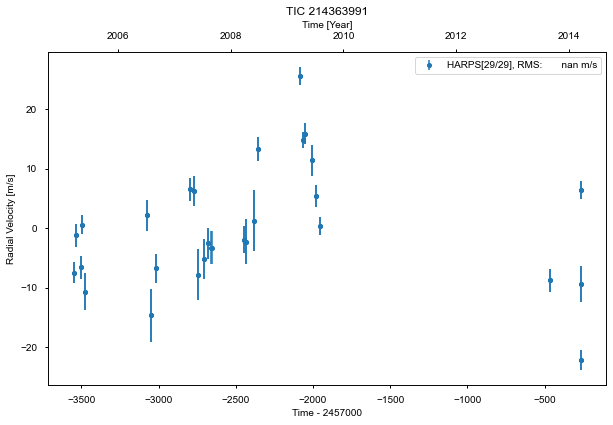 TIC 214363991
Time [Year]
2006 2008 2010 2012 2014
HARPS[29/29], RMS: nan m/s
Radial Velocity [m/s]
20
10
0
−10
−20
−3500 −3000 −2500 −2000 −1500 −1000 −500
Time - 2457000